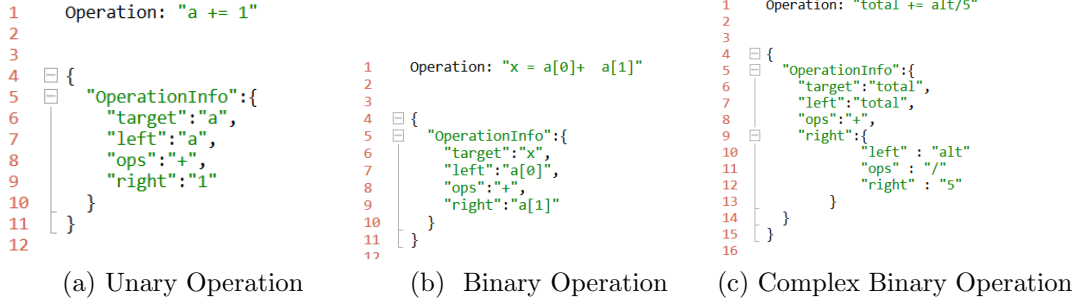 1 Operation: "a += 1"
2
3
4 {
5 "OperationInfo":{
6 "target":"a",
7 "left":"a",
8 "ops":"+",
9 "right":"1"
10 }
11 }
12
(a) Unary Operation
1 Operation: "x = a[0]+  a[1]"
2
3
4 {
5 "OperationInfo":{
6 "target":"x",
7 "left":"a[0]",
8 "ops":"+",
9 "right":"a[1]"
10 }
11 }
12
(b) Binary Operation
1 Operation: "total += alt/5"
2
3
4 {
5 "OperationInfo":{
6 "target":"total",
7 "left":"total",
8 "ops":"+",
9 "right":{
10 "left" : "alt"
11 "ops" : "/"
12 "right" : "5"
13 }
14 }
15 }
16
(c) Complex Binary Operation